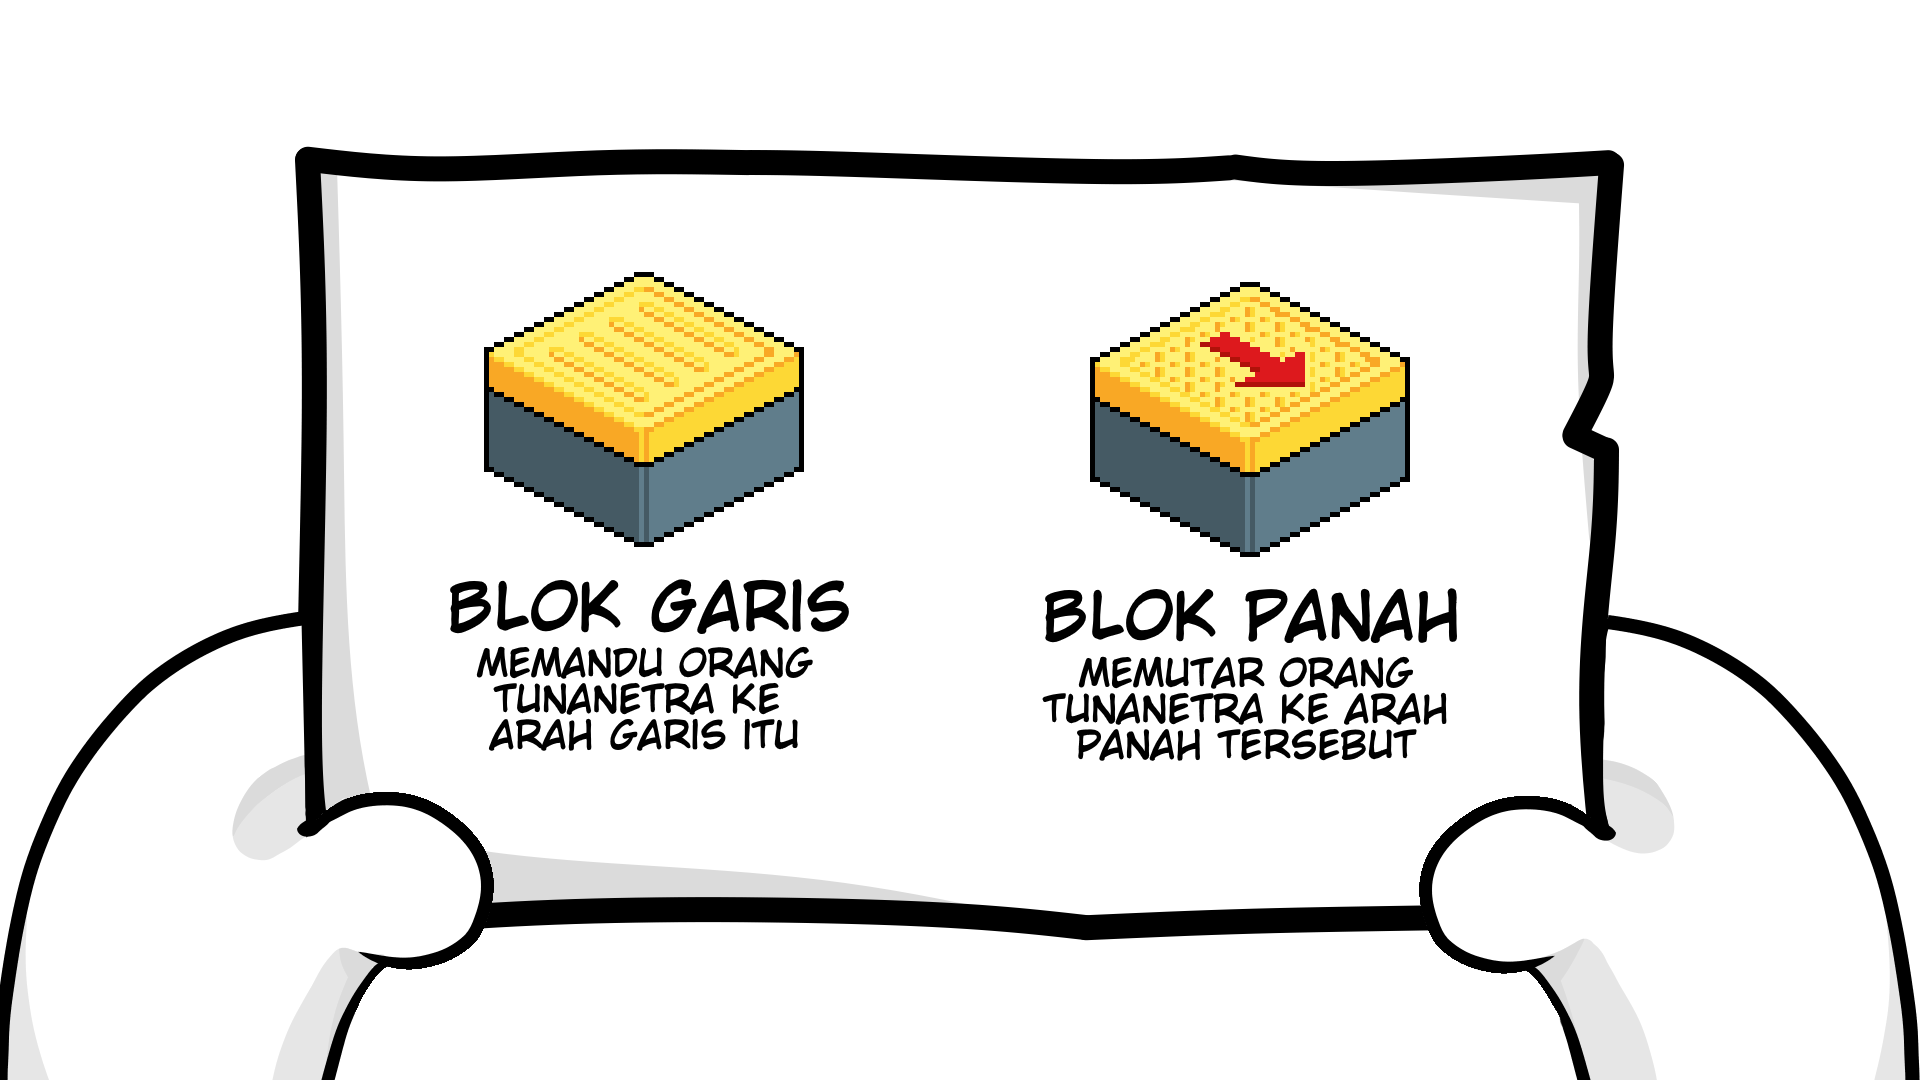 BLOK GARIS
MEMANDU ORANG
TUNANETRA KE
ARAH GARIS ITU
BLOK PANAH
MEMUTAR ORANG
TUNANETRA KE ARAH
PANAH TERSEBUT